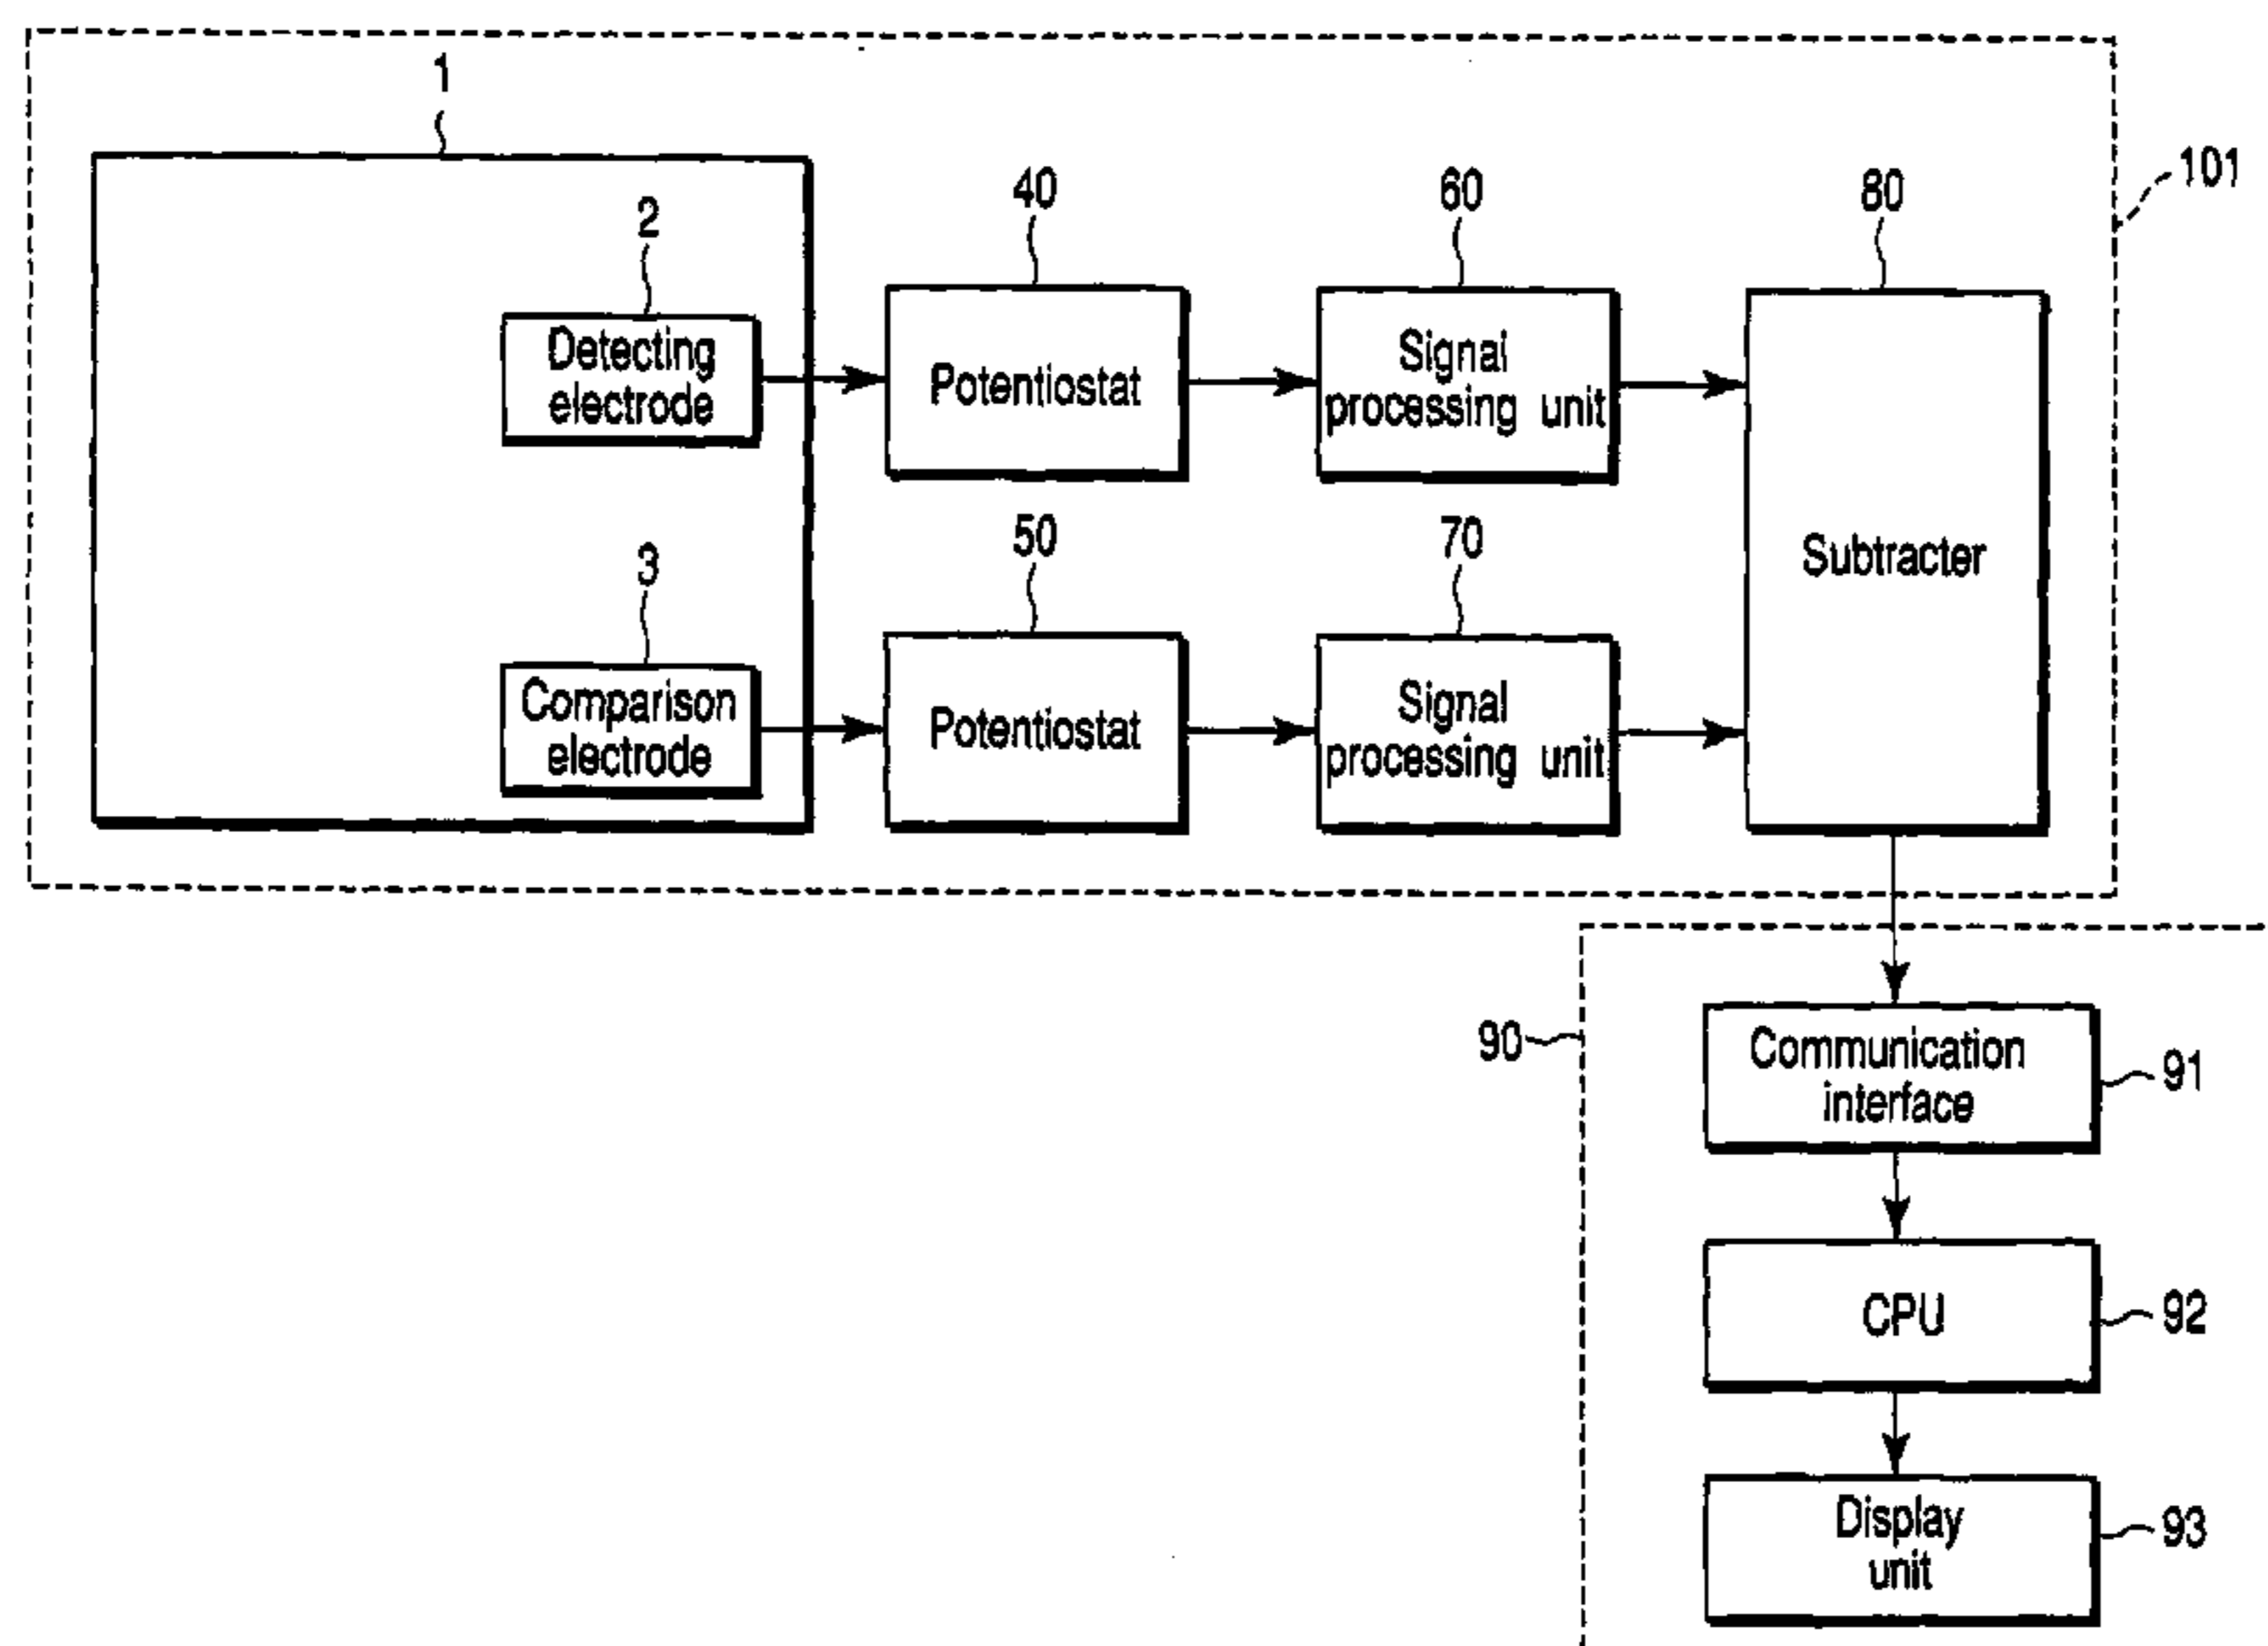 1
101
2
40
60
80
Detecting
electrode
Potentiostat
Signal
processing unit
Subtracter
3
50
70
Comparison
electrode
Potentiostat
Signal
processing unit
90
Communication
interface
91
CPU
92
Display
unit
93